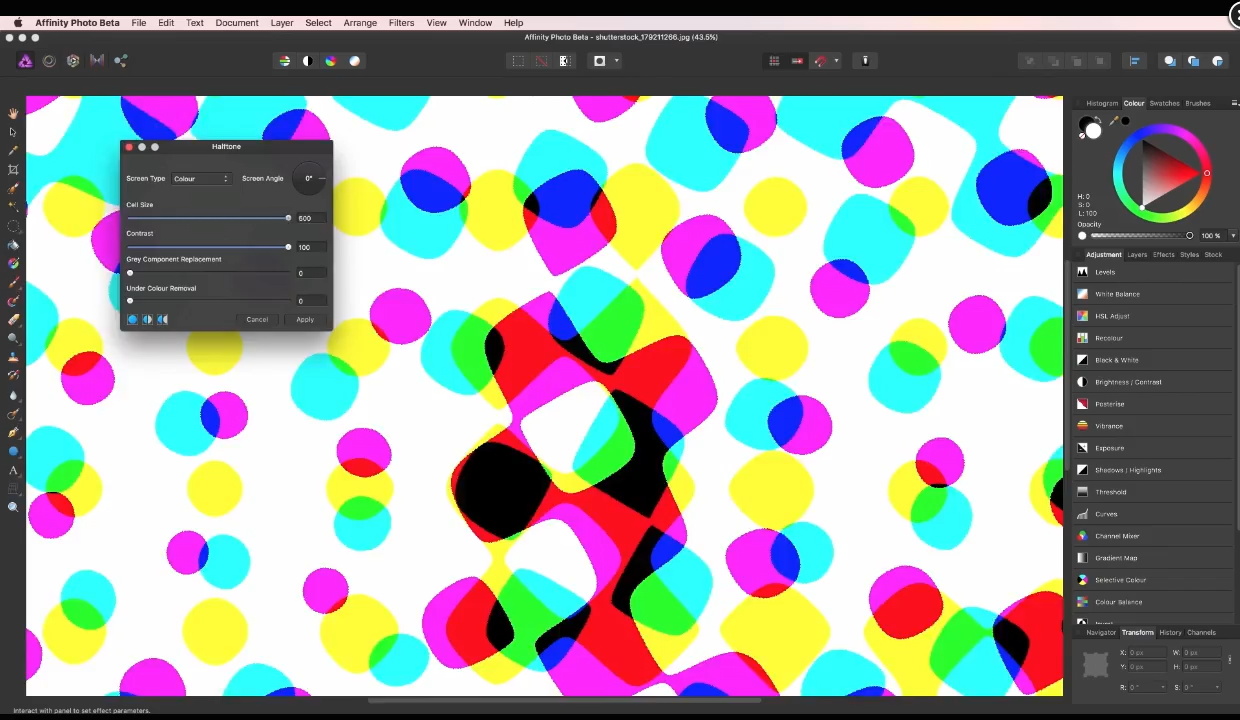 Affinity Photo Beta File Edit Text Document Layer Select Arrange Filters View Window Help
Affinity Photo Beta - shutterstock_179211266.jpg (43.5%)
Histogram Colour Swatches Brushes
Halftone
Screen Type Colour Screen Angle 0°
Cell Size
500
Contrast
100
Grey Component Replacement
0
Under Colour Removal
0
Cancel Apply
H: 0
S: 0
L: 100
Opacity
100 %
Adjustment Layers Effects Styles Stock
Levels
White Balance
HSL Adjust
Recolour
Black & White
Brightness / Contrast
Posterise
Vibrance
Exposure
Shadows / Highlights
Threshold
Curves
Channel Mixer
Gradient Map
Selective Colour
Colour Balance
Navigator Transform History Channels
X: 0 px W: 0 px
Y: 0 px H: 0 px
R: 0 ° S: 0 °
Interact with panel to set effect parameters.